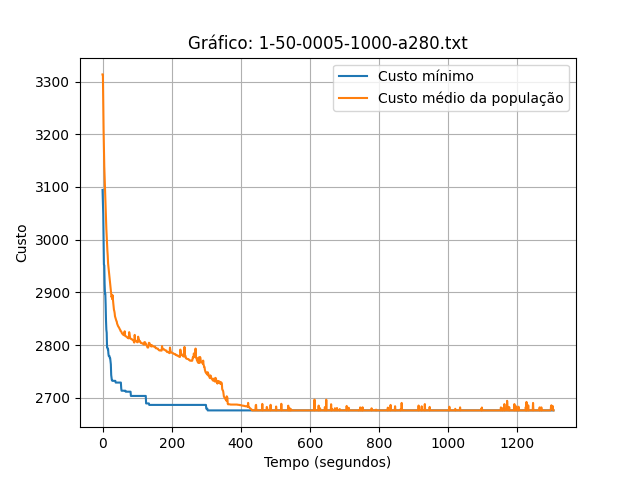 Gráfico: 1-50-0005-1000-a280.txt
Custo mínimo
Custo médio da população
3300
3200
3100
3000
2900
2800
2700
Custo
0 200 400 600 800 1000 1200
Tempo (segundos)